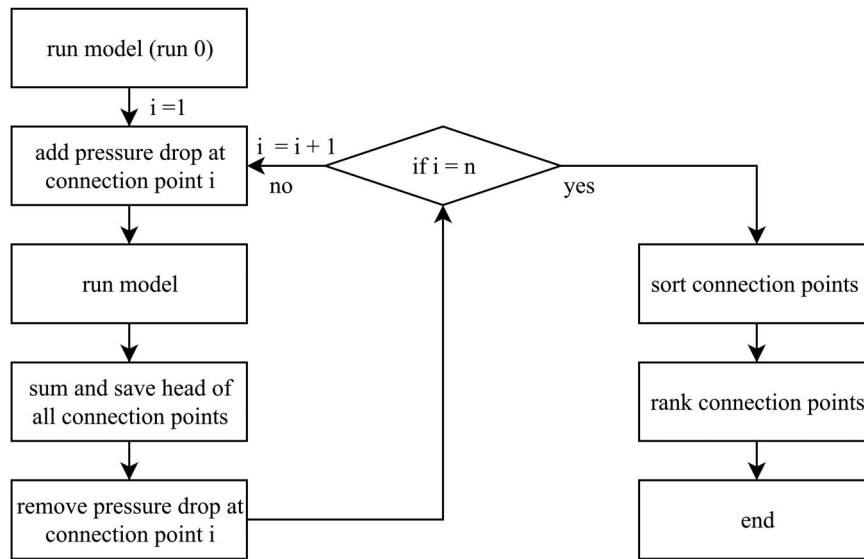 run model (run 0)
i =1
add pressure drop at
connection point i
run model
sum and save head of
all connection points
remove pressure drop at
connection point i
i = i + 1
no
if i = n
yes
sort connection points
rank connection points
end